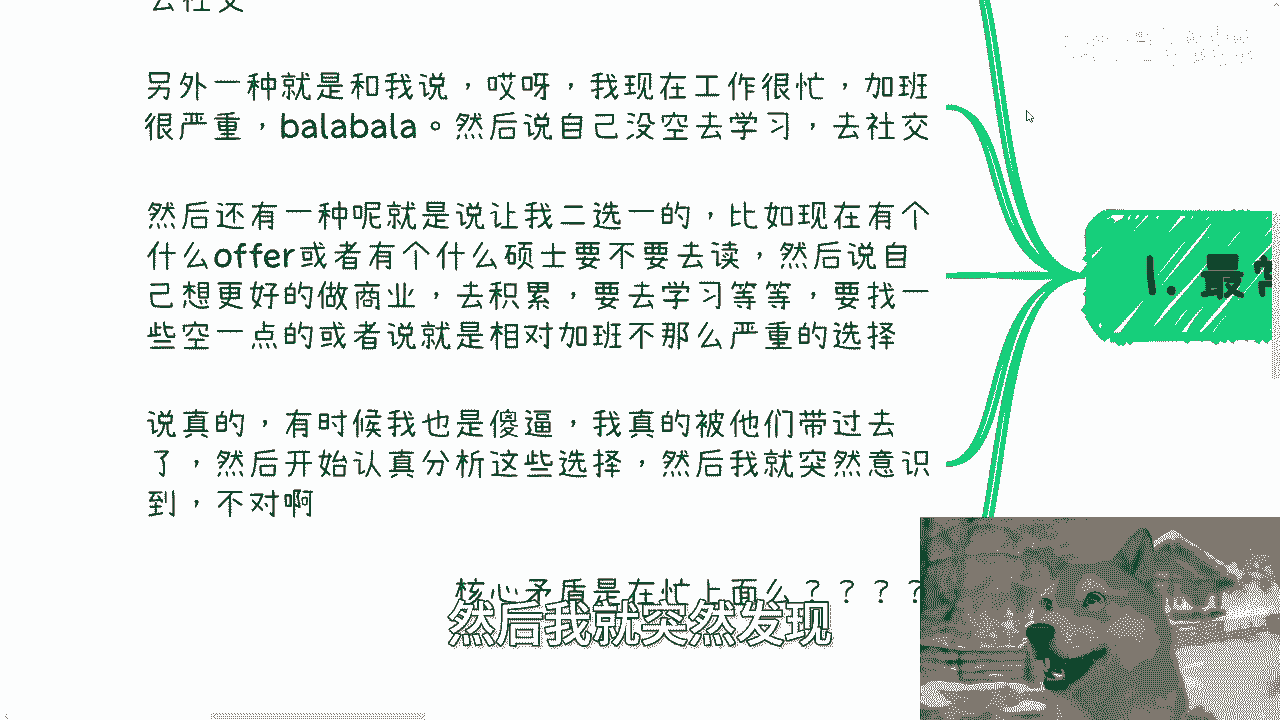 去社交
另外一种就是和我说，哎呀，我现在工作很忙，加班
很严重，balabala。然后说自己没空去学习，去社交
然后还有一种呢就是说让我二选一的，比如现在有个
什么offer或者有个什么硕士要不要去读，然后说自
己想更好的做商业，去积累，要去学习等等，要找一
些空一点的或者说就是相对加班不那么严重的选择
1. 最
说真的，有时候我也是傻逼，我真的被他们带过去
了，然后开始认真分析这些选择，然后我就突然意识
到，不对啊
核心矛盾是在忙上面么？？？？
然后我就突然发现